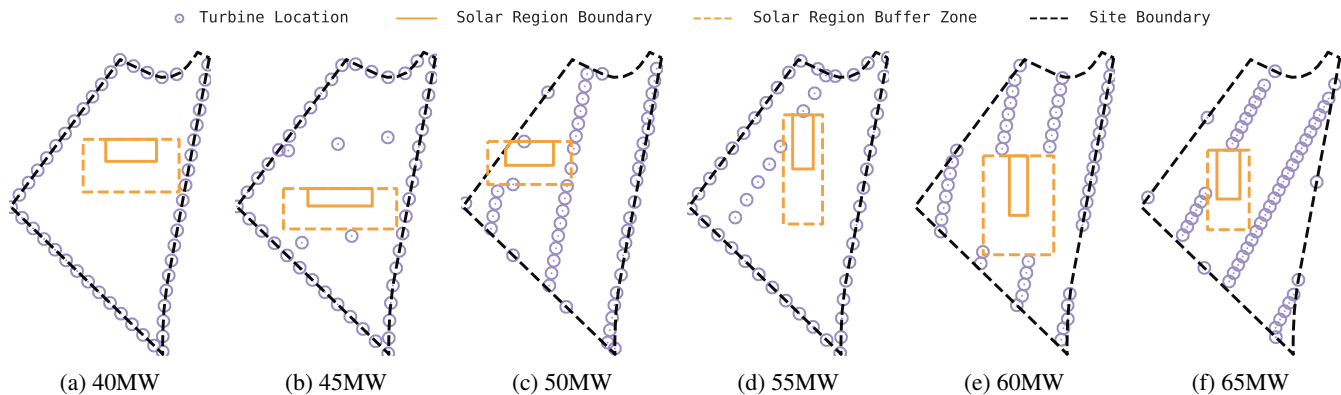 Turbine Location Solar Region Boundary Solar Region Buffer Zone Site Boundary
(a) 40MW (b) 45MW (c) 50MW (d) 55MW (e) 60MW (f) 65MW